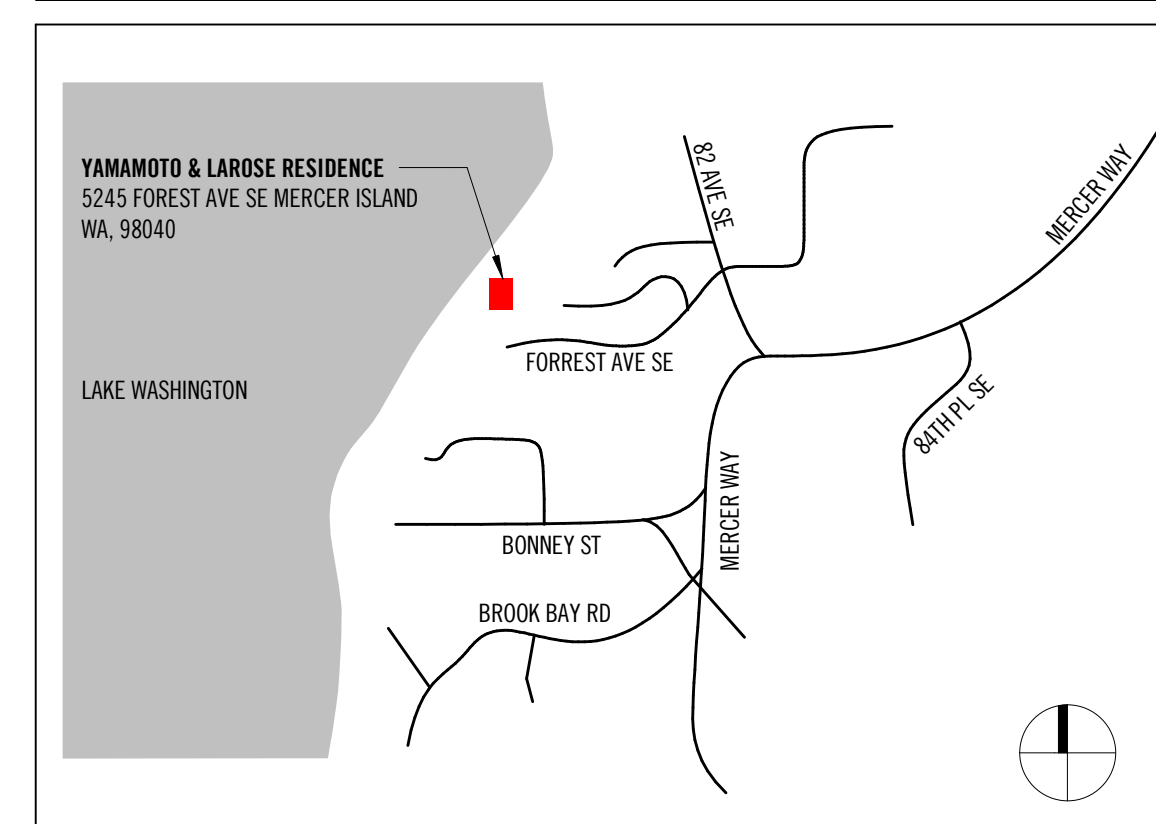 YAMAMOTO & LAROSE RESIDENCE
5245 FOREST AVE SE MERCER ISLAND
WA, 98040
82 AVE SE
MERCER WAY
FORREST AVE SE
LAKE WASHINGTON
84TH PL SE
MERCER WAY
BONNEY ST
BROOK BAY RD